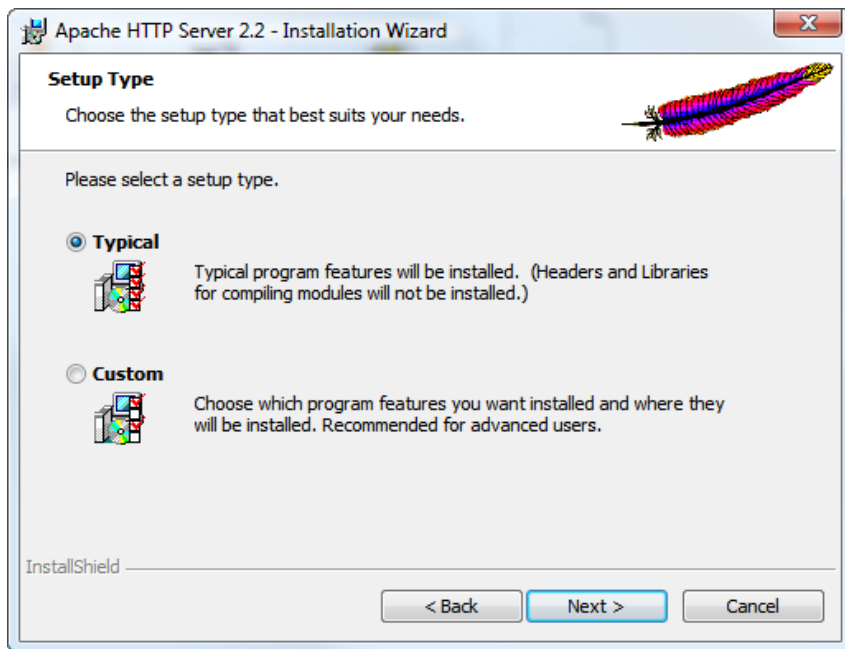 Apache HTTP Server 2.2 - Installation Wizard
Setup Type
Choose the setup type that best suits your needs.
Please select a setup type.
Typical
Typical program features will be installed. (Headers and Libraries
for compiling modules will not be installed.)
Custom
Choose which program features you want installed and where they
will be installed. Recommended for advanced users.
InstallShield
< Back Next > Cancel